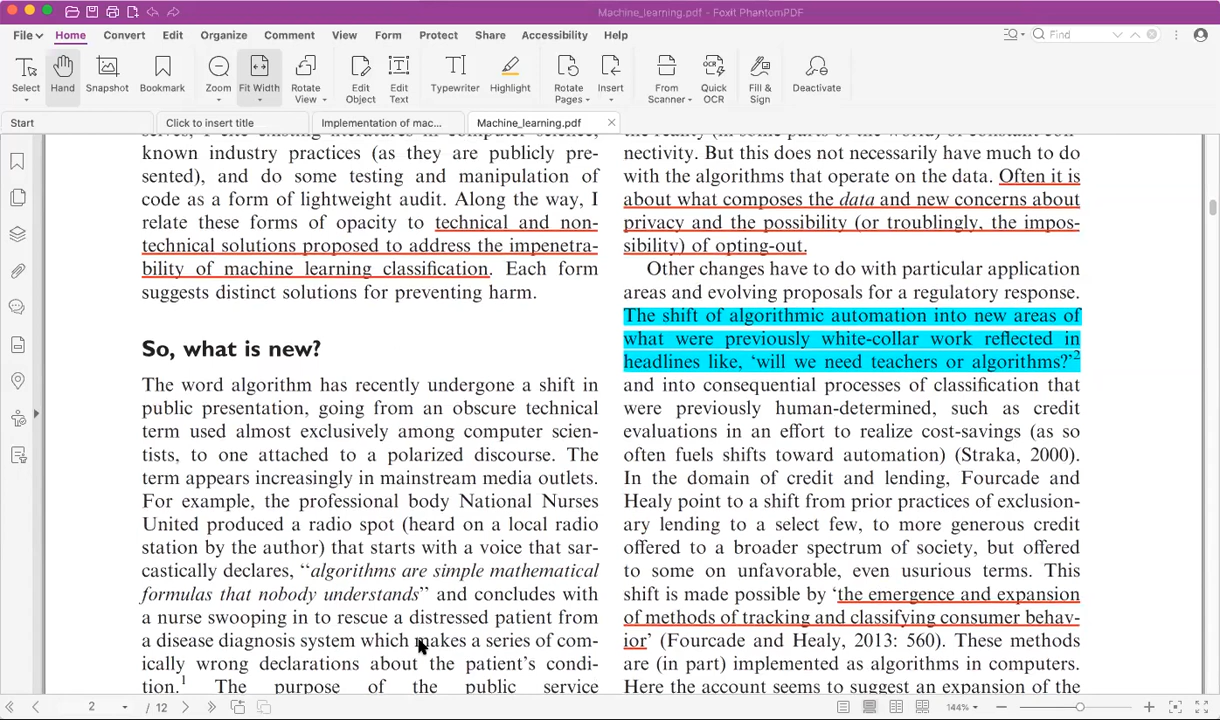 Machine_learning.pdf - Foxit PhantomPDF
File Home Convert Edit Organize Comment View Form Protect Share Accessibility Help
Find
Select
Hand
Snapshot
Bookmark
Zoom
Fit Width
Rotate
View
Edit
Object
Edit
Text
Typewriter
Highlight
Rotate
Pages
Insert
From
Scanner
Quick
OCR
Fill &
Sign
Deactivate
Start
Click to insert title
Implementation of mac...
Machine_learning.pdf
known industry practices (as they are publicly pre-
sented), and do some testing and manipulation of
code as a form of lightweight audit. Along the way, I
relate these forms of opacity to technical and non-
technical solutions proposed to address the impenetra-
bility of machine learning classification. Each form
suggests distinct solutions for preventing harm.
So, what is new?
The word algorithm has recently undergone a shift in
public presentation, going from an obscure technical
term used almost exclusively among computer scien-
tists, to one attached to a polarized discourse. The
term appears increasingly in mainstream media outlets.
For example, the professional body National Nurses
United produced a radio spot (heard on a local radio
station by the author) that starts with a voice that sar-
castically declares, “algorithms are simple mathematical
formulas that nobody understands” and concludes with
a nurse swooping in to rescue a distressed patient from
a disease diagnosis system which makes a series of com-
ically wrong declarations about the patient’s condi-
tion.1 The purpose of the public service
nectivity. But this does not necessarily have much to do
with the algorithms that operate on the data. Often it is
about what composes the data and new concerns about
privacy and the possibility (or troublingly, the impos-
sibility) of opting-out.
Other changes have to do with particular application
areas and evolving proposals for a regulatory response.
The shift of algorithmic automation into new areas of
what were previously white-collar work reflected in
headlines like, ‘will we need teachers or algorithms?’2
and into consequential processes of classification that
were previously human-determined, such as credit
evaluations in an effort to realize cost-savings (as so
often fuels shifts toward automation) (Straka, 2000).
In the domain of credit and lending, Fourcade and
Healy point to a shift from prior practices of exclusion-
ary lending to a select few, to more generous credit
offered to a broader spectrum of society, but offered
to some on unfavorable, even usurious terms. This
shift is made possible by ‘the emergence and expansion
of methods of tracking and classifying consumer behav-
ior’ (Fourcade and Healy, 2013: 560). These methods
are (in part) implemented as algorithms in computers.
Here the account seems to suggest an expansion of the
2 / 12
144%